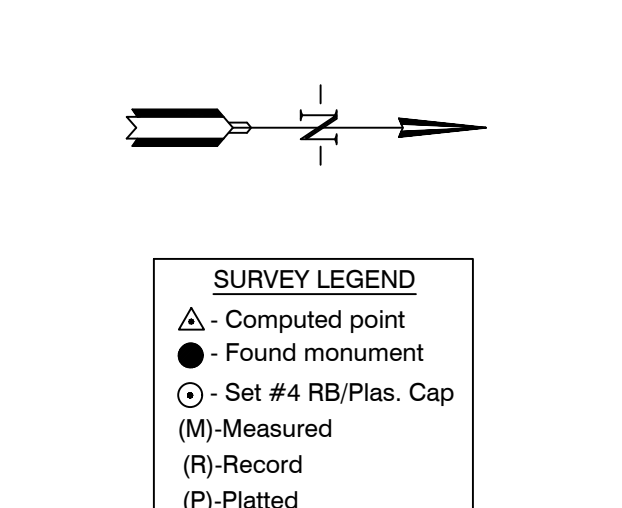 N
SURVEY LEGEND
- Computed point
- Found monument
- Set #4 RB/Plas. Cap
(M)-Measured
(R)-Record
(P)-Platted